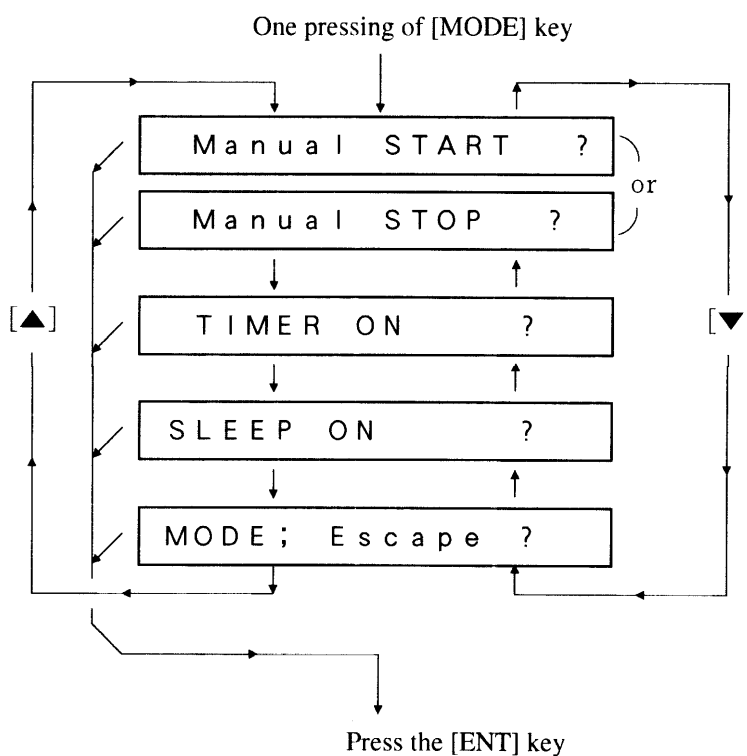 One pressing of [MODE] key
Manual START ?
or
Manual STOP ?
[▲]
TIMER ON ?
[▼
SLEEP ON ?
MODE; Escape ?
Press the [ENT] key